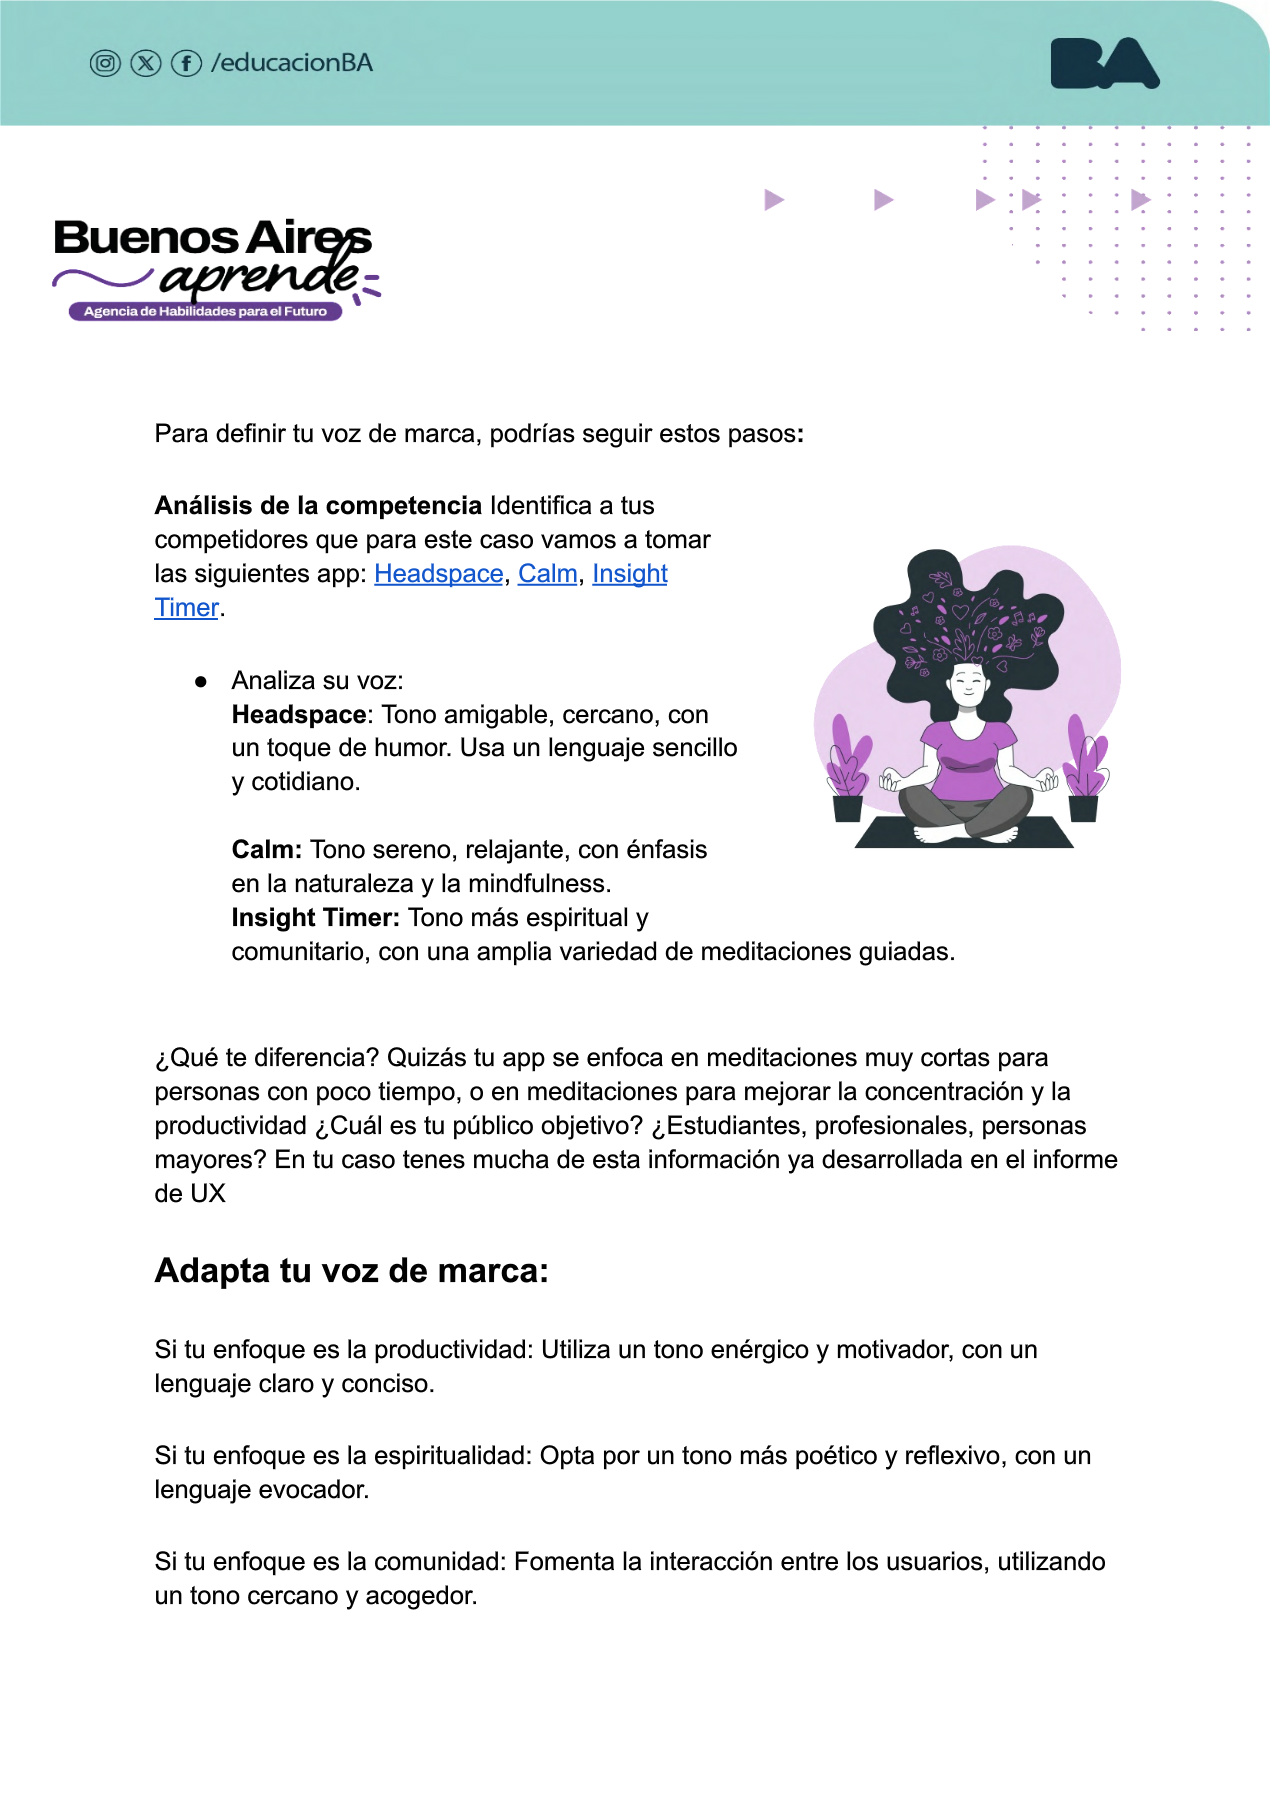 /educacionBA
BA
Buenos Aires
aprende
Agencia de Habilidades para el Futuro
Para definir tu voz de marca, podrías seguir estos pasos:
Análisis de la competencia Identifica a tus
competidores que para este caso vamos a tomar
las siguientes app: Headspace, Calm, Insight
Timer.
● Analiza su voz:
Headspace: Tono amigable, cercano, con
un toque de humor. Usa un lenguaje sencillo
y cotidiano.
Calm: Tono sereno, relajante, con énfasis
en la naturaleza y la mindfulness.
Insight Timer: Tono más espiritual y
comunitario, con una amplia variedad de meditaciones guiadas.
¿Qué te diferencia? Quizás tu app se enfoca en meditaciones muy cortas para
personas con poco tiempo, o en meditaciones para mejorar la concentración y la
productividad ¿Cuál es tu público objetivo? ¿Estudiantes, profesionales, personas
mayores? En tu caso tenes mucha de esta información ya desarrollada en el informe
de UX
Adapta tu voz de marca:
Si tu enfoque es la productividad: Utiliza un tono enérgico y motivador, con un
lenguaje claro y conciso.
Si tu enfoque es la espiritualidad: Opta por un tono más poético y reflexivo, con un
lenguaje evocador.
Si tu enfoque es la comunidad: Fomenta la interacción entre los usuarios, utilizando
un tono cercano y acogedor.